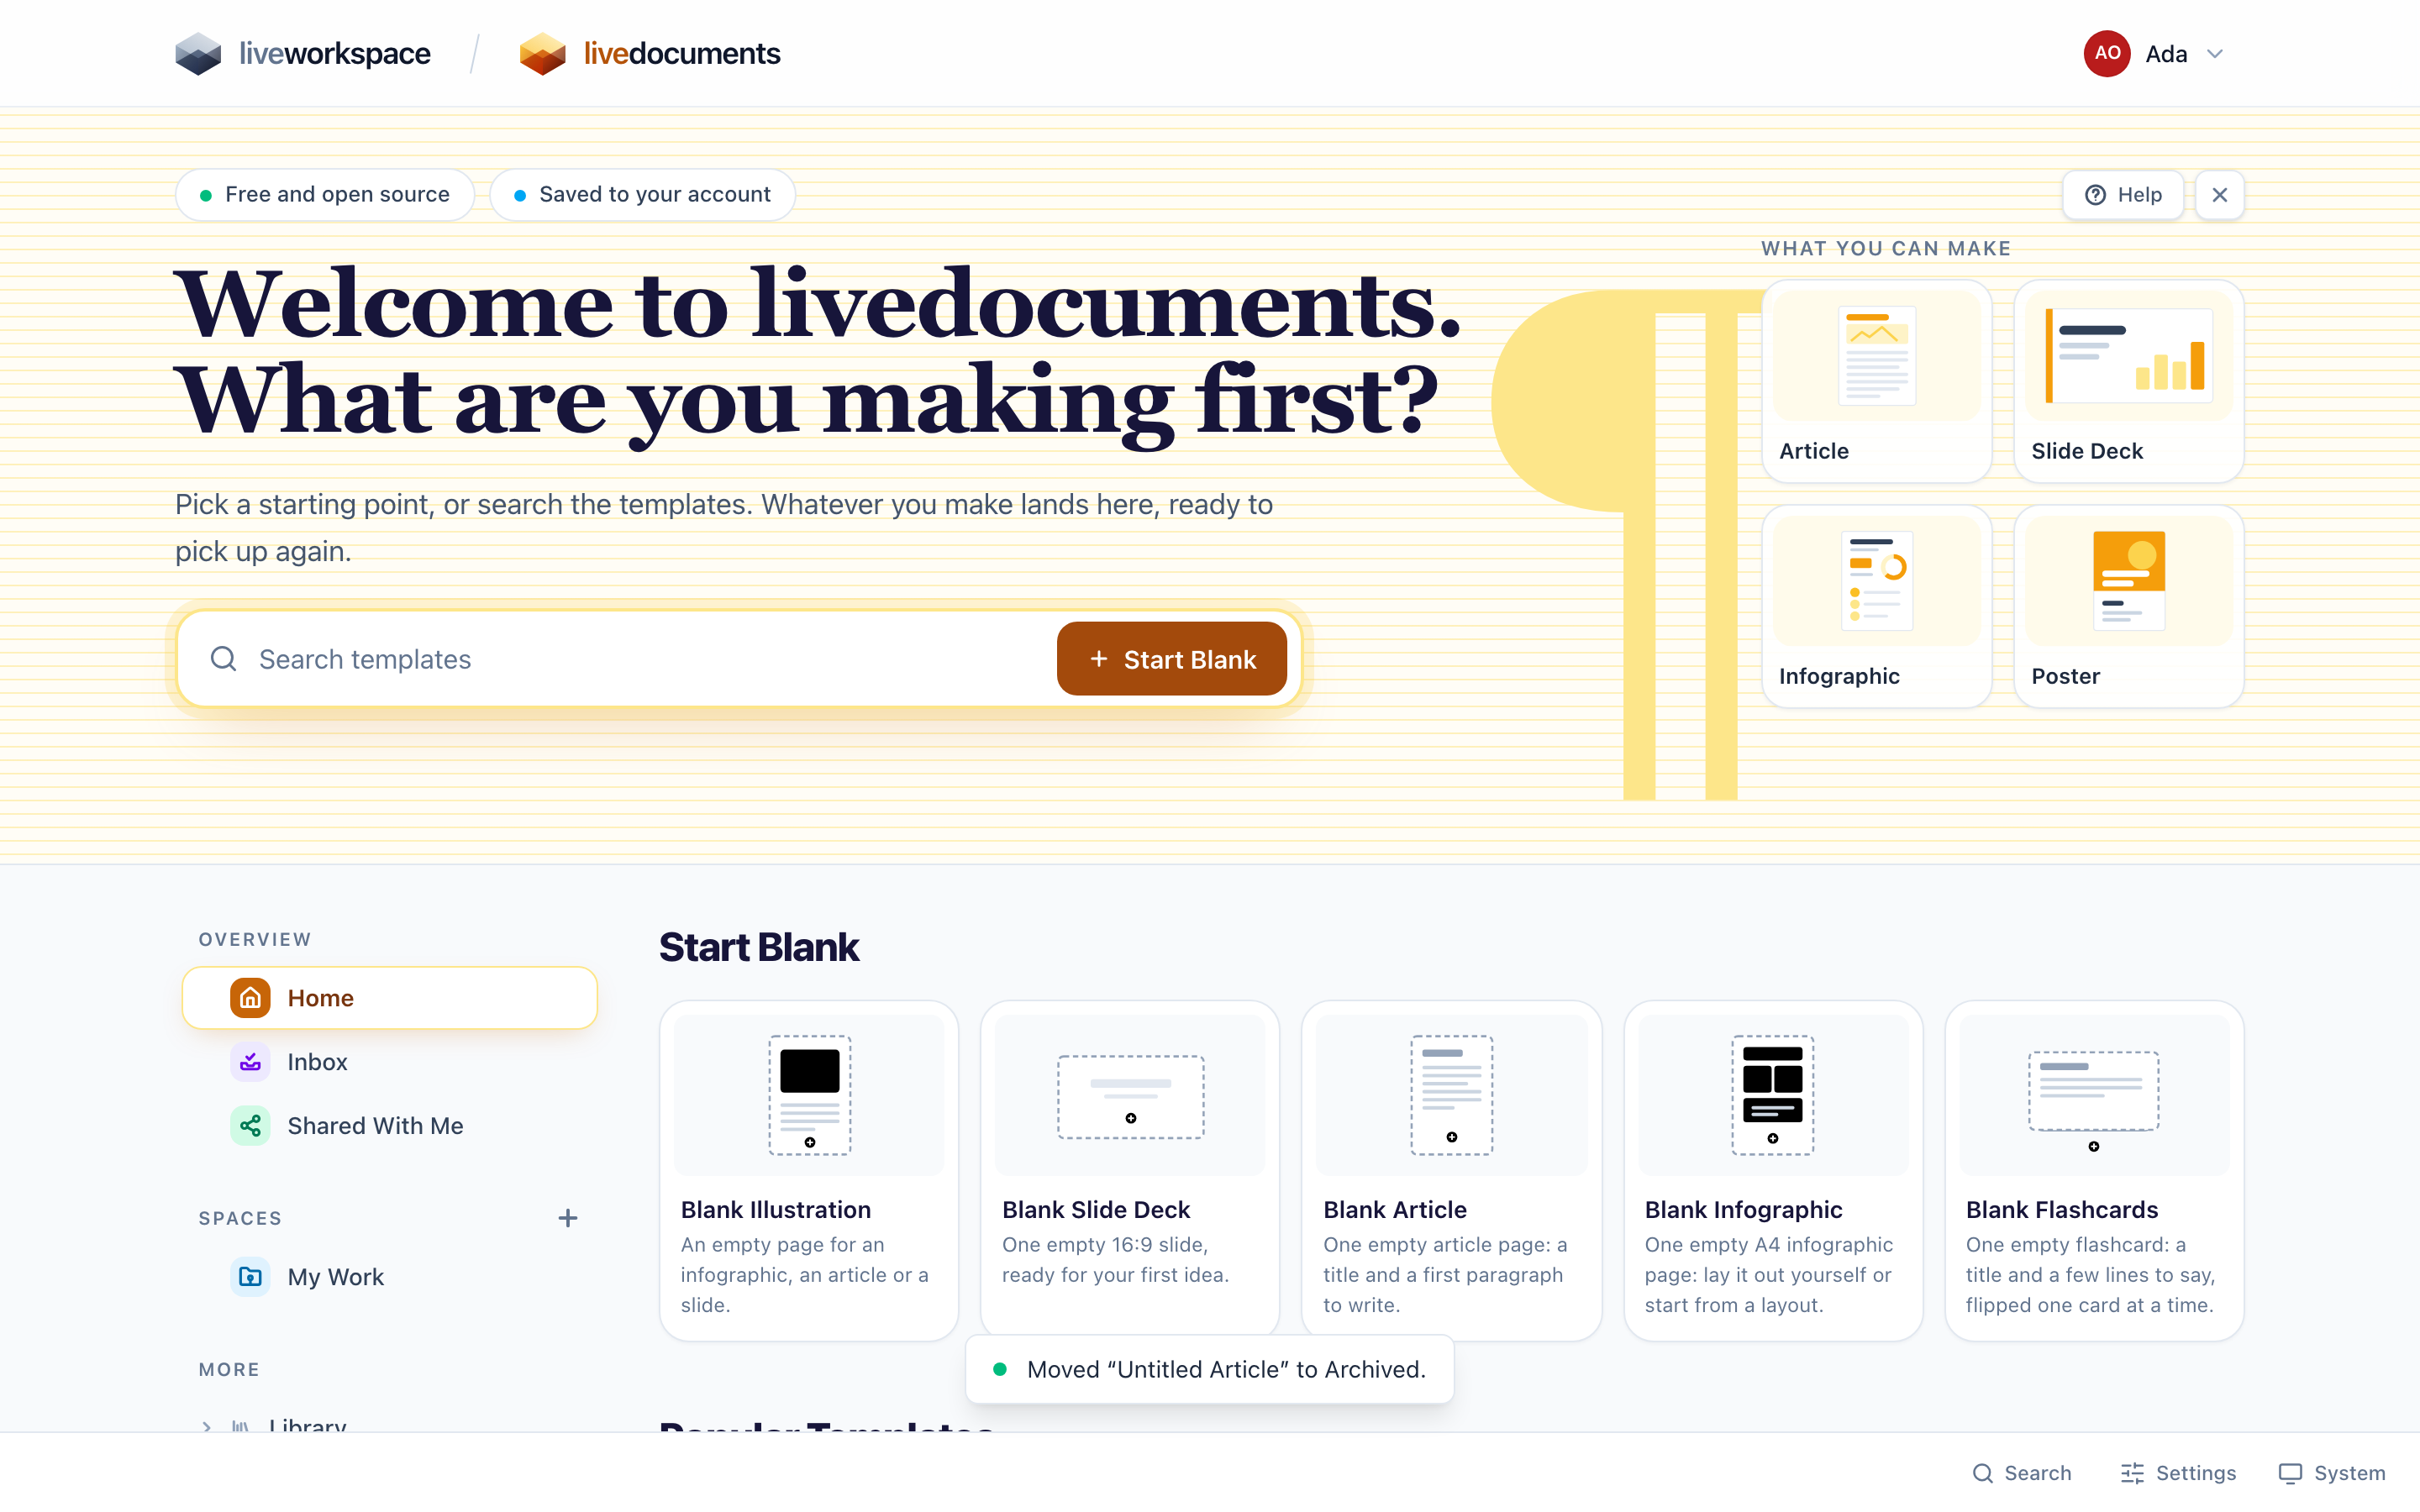 liveworkspace / livedocuments
AO Ada
Free and open source
Saved to your account
Help
Welcome to livedocuments.
What are you making first?
Pick a starting point, or search the templates. Whatever you make lands here, ready to
pick up again.
Search templates
+ Start Blank
WHAT YOU CAN MAKE
Article
Slide Deck
Infographic
Poster
OVERVIEW
Home
Inbox
Shared With Me
SPACES
My Work
MORE
Library
Start Blank
Blank Illustration
An empty page for an
infographic, an article or a
slide.
Blank Slide Deck
One empty 16:9 slide,
ready for your first idea.
Blank Article
One empty article page: a
title and a first paragraph
to write.
Blank Infographic
One empty A4 infographic
page: lay it out yourself or
start from a layout.
Blank Flashcards
One empty flashcard: a
title and a few lines to say,
flipped one card at a time.
Moved “Untitled Article” to Archived.
Popular Templates
Search
Settings
System